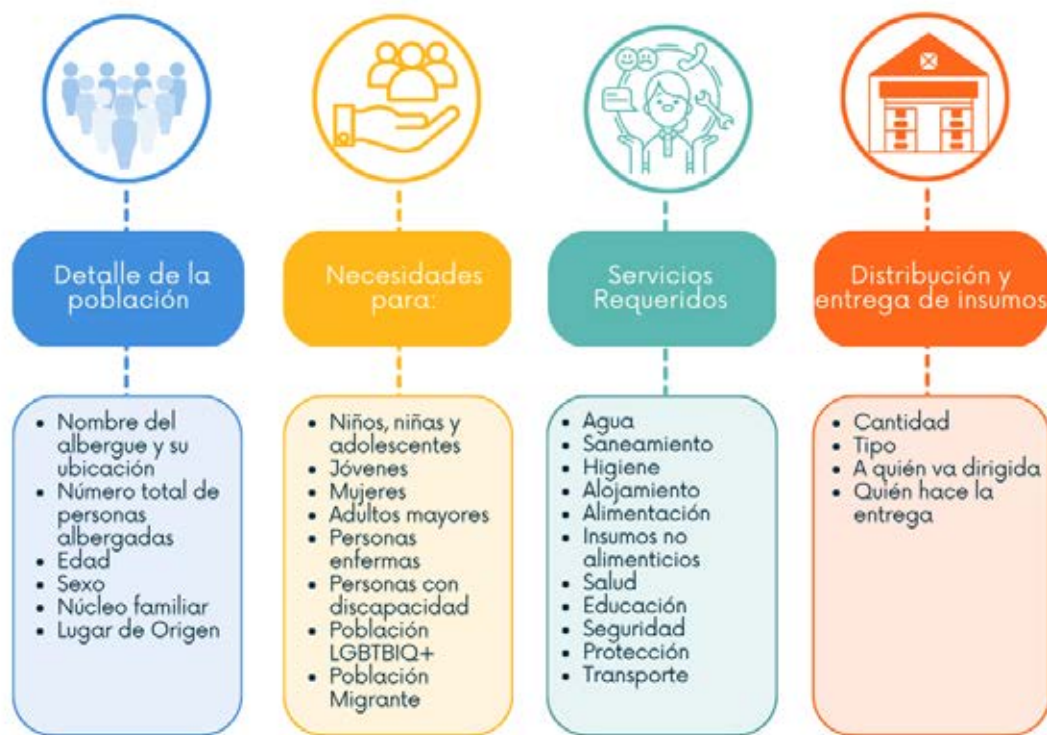 Detalle de la
población
• Nombre del
albergue y su
ubicación
• Número total de
personas
albergadas
• Edad
• Sexo
• Núcleo familiar
• Lugar de Origen
Necesidades
para:
• Niños, niñas y
adolescentes
• Jóvenes
• Mujeres
• Adultos mayores
• Personas
enfermas
• Personas con
discapacidad
• Población
LGBTBIQ+
• Población
Migrante
Servicios
Requeridos
• Agua
• Saneamiento
• Higiene
• Alojamiento
• Alimentación
• Insumos no
alimenticios
• Salud
• Educación
• Seguridad
• Protección
• Transporte
Distribución y
entrega de insumos
• Cantidad
• Tipo
• A quién va dirigida
• Quién hace la
entrega